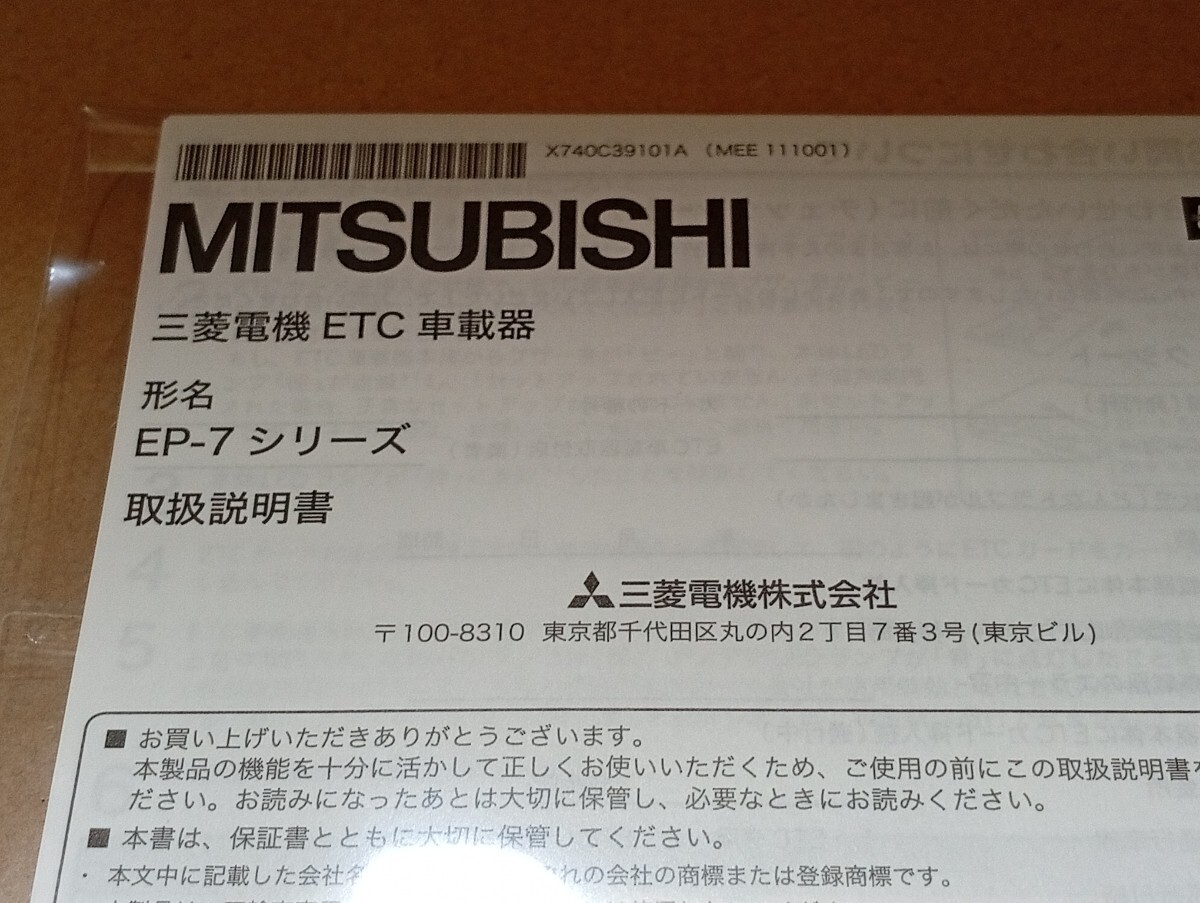 X740C39101A (MEE 111001)
MITSUBISHI
三菱電機 ETC 車載器
形名
EP-7 シリーズ
取扱説明書
三菱電機株式会社
〒100-8310 東京都千代田区丸の内2丁目7番3号(東京ビル)
■ お買い上げいただきありがとうございます。
本製品の機能を十分に活かして正しくお使いいただくため、ご使用の前にこの取扱説明書を
ださい。お読みになったあとは大切に保管し、必要なときにお読みください。
■ 本書は、保証書とともに大切に保管してください。
・ 本文中に記載した会社名 れの会社の商標または登録商標です。